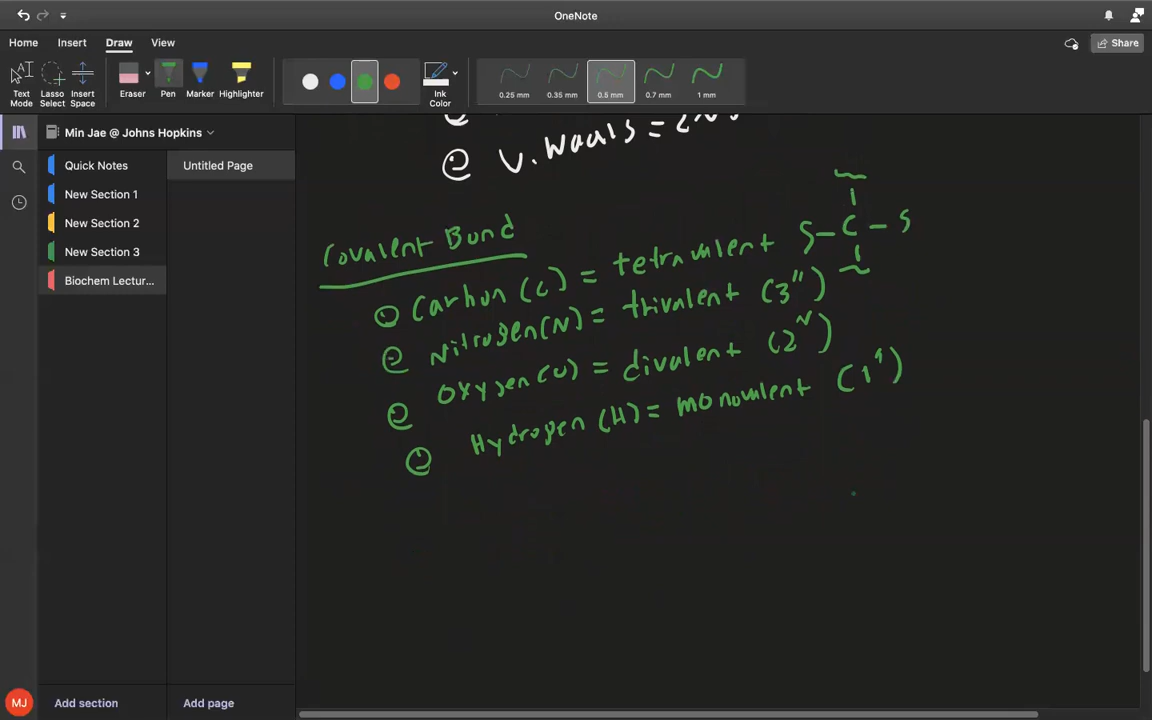 OneNote
Home Insert Draw View
Share
Text Mode Lasso Select Insert Space Eraser Pen Marker Highlighter Ink Color 0.25 mm 0.35 mm 0.5 mm 0.7 mm 1 mm
Min Jae @ Johns Hopkins
Quick Notes
New Section 1
New Section 2
New Section 3
Biochem Lectur...
Untitled Page
V. Waals =
Covalent Bond
Carbon (C) = tetravalent
S - C - S
Nitrogen (N) = trivalent (3")
Oxygen (O) = divalent (2
Hydrogen (H) = monovalent (1
MJ
Add section
Add page